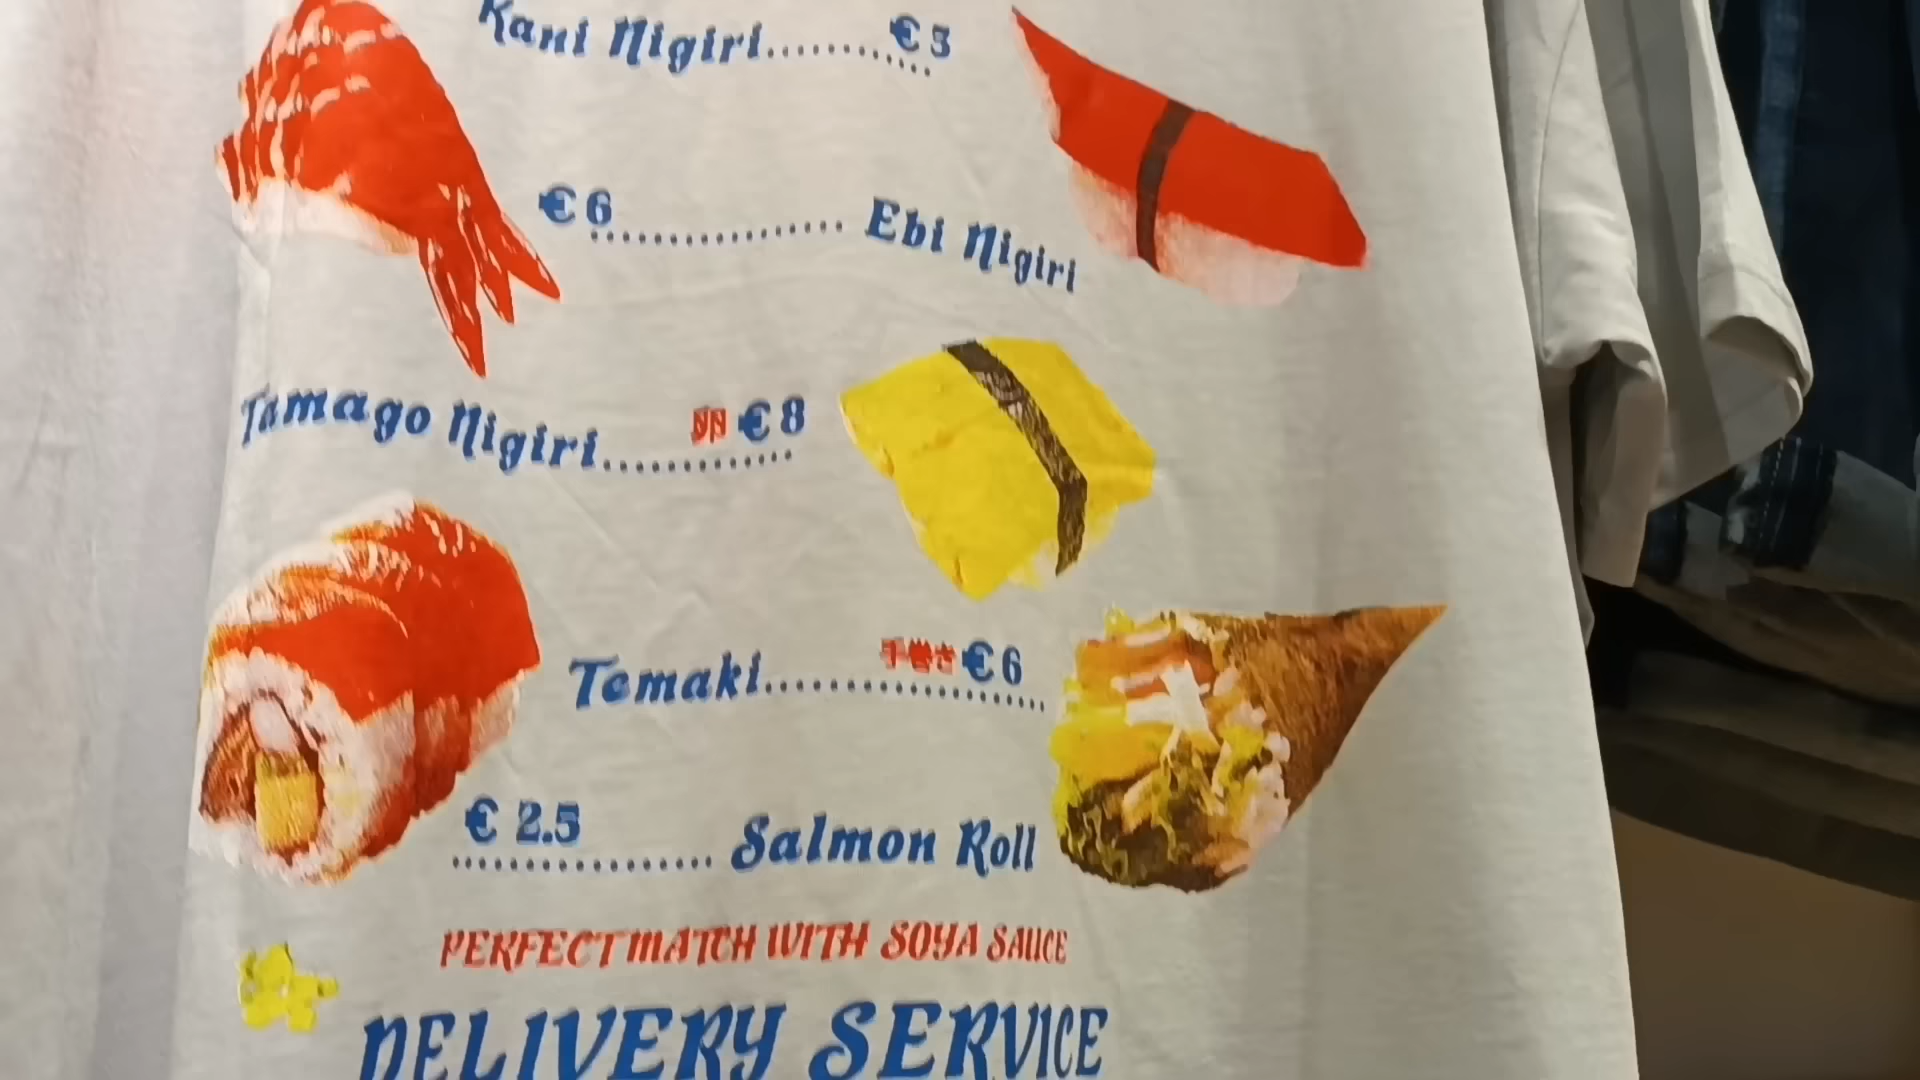 Kani Nigiri.........€5
€6................Ebi Nigiri
Tamago Nigiri............卵€8
Temaki....................手巻き€6
€2.5................Salmon Roll
PERFECT MATCH WITH SOYA SAUCE
DELIVERY SERVICE